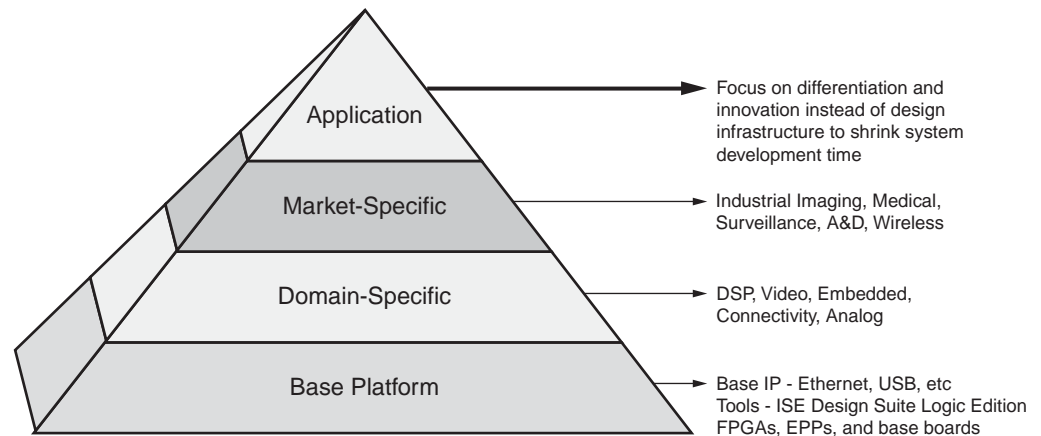 Application
Focus on differentiation and
innovation instead of design
infrastructure to shrink system
development time
Market-Specific
Industrial Imaging, Medical,
Surveillance, A&D, Wireless
Domain-Specific
DSP, Video, Embedded,
Connectivity, Analog
Base Platform
Base IP - Ethernet, USB, etc
Tools - ISE Design Suite Logic Edition
FPGAs, EPPs, and base boards